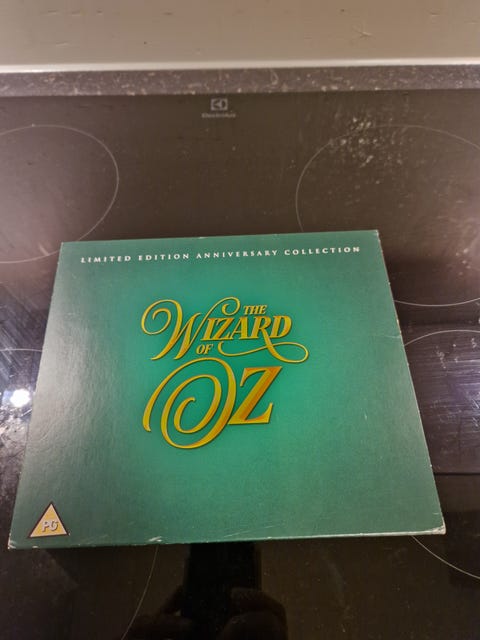 Electrolux
LIMITED EDITION ANNIVERSARY COLLECTION
THE
WIZARD
OF
OZ
PG